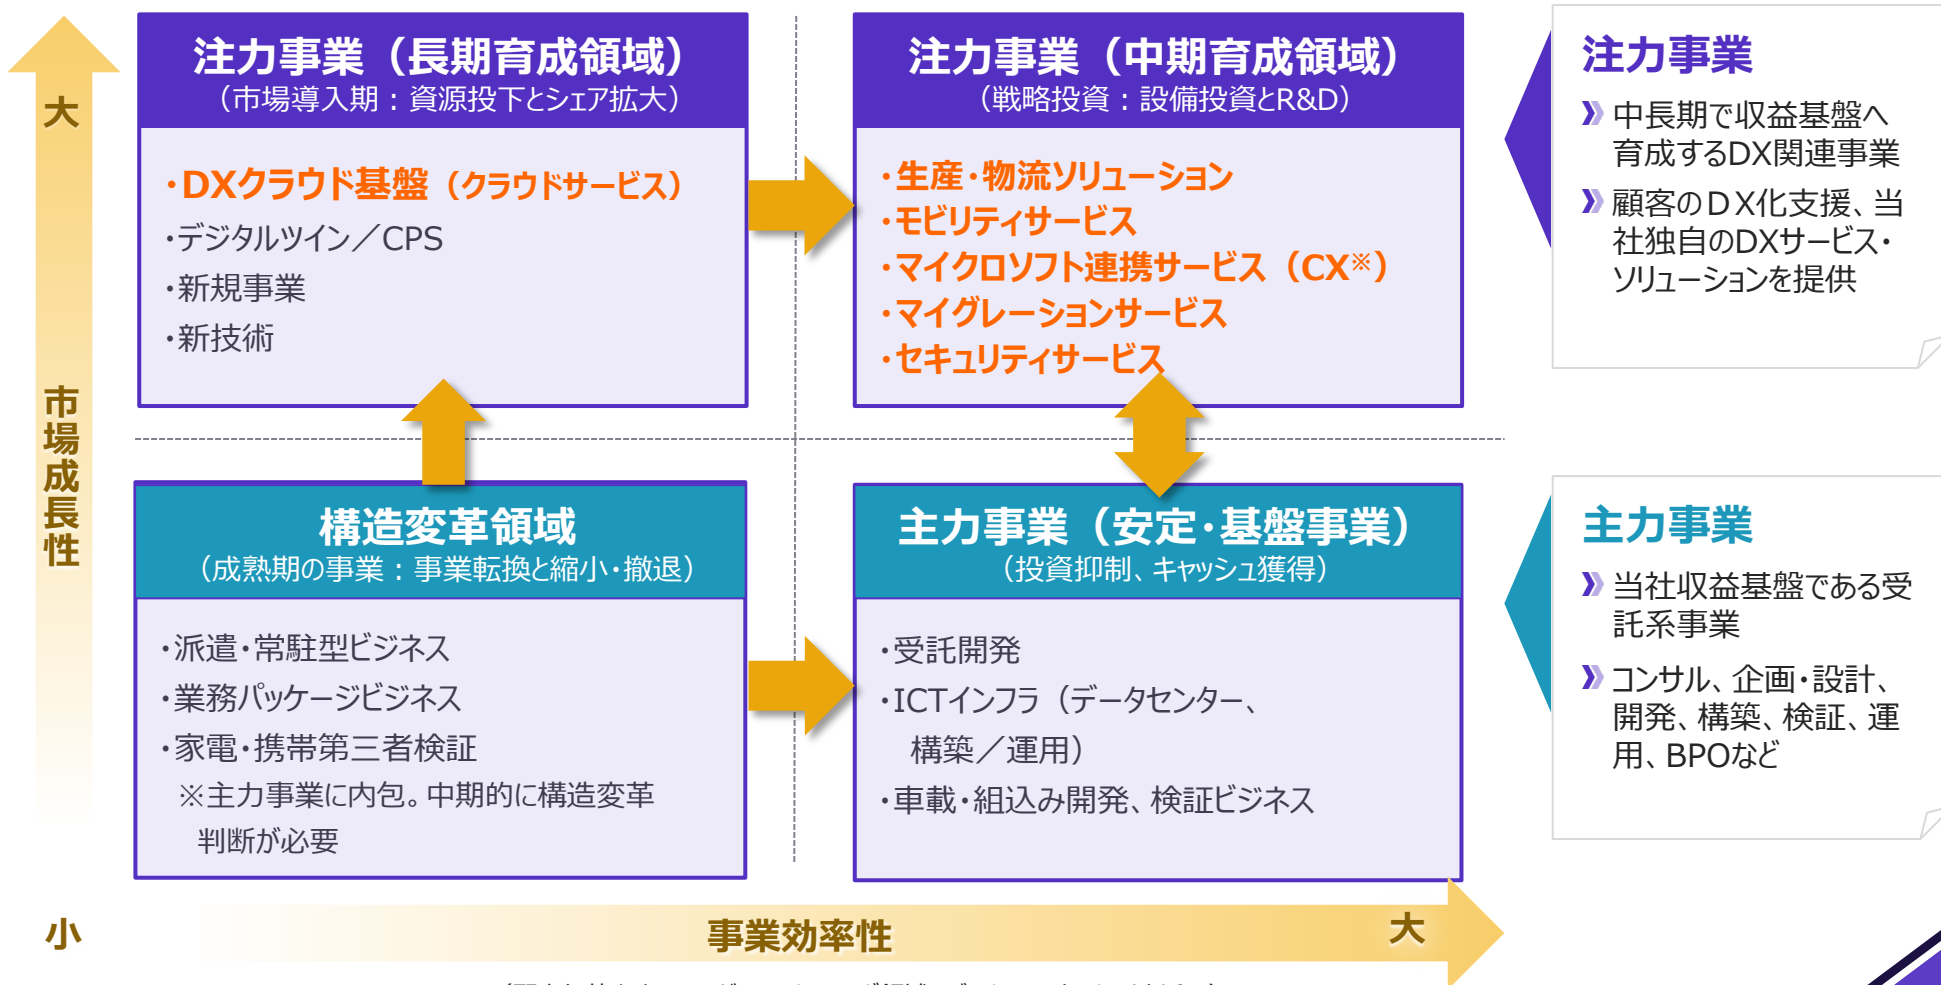 大
市場成長性
小
注力事業（長期育成領域）
（市場導入期：資源投下とシェア拡大）
・DXクラウド基盤（クラウドサービス）
・デジタルツイン／CPS
・新規事業
・新技術
注力事業（中期育成領域）
（戦略投資：設備投資とR&D）
・生産・物流ソリューション
・モビリティサービス
・マイクロソフト連携サービス（CX※）
・マイグレーションサービス
・セキュリティサービス
構造変革領域
（成熟期の事業：事業転換と縮小・撤退）
・派遣・常駐型ビジネス
・業務パッケージビジネス
・家電・携帯第三者検証
※主力事業に内包。中期的に構造変革
判断が必要
主力事業（安定・基盤事業）
（投資抑制、キャッシュ獲得）
・受託開発
・ICTインフラ（データセンター、
構築／運用）
・車載・組込み開発、検証ビジネス
事業効率性
大
注力事業
中長期で収益基盤へ
育成するDX関連事業
顧客のＤＸ化支援、当
社独自のDXサービス・
ソリューションを提供
主力事業
当社収益基盤である受
託系事業
コンサル、企画・設計、
開発、構築、検証、運
用、BPOなど